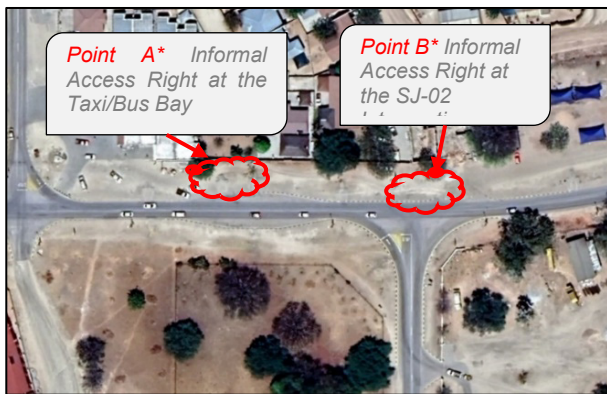 Point A* Informal
Access Right at the
Taxi/Bus Bay
Point B* Informal
Access Right at
the SJ-02